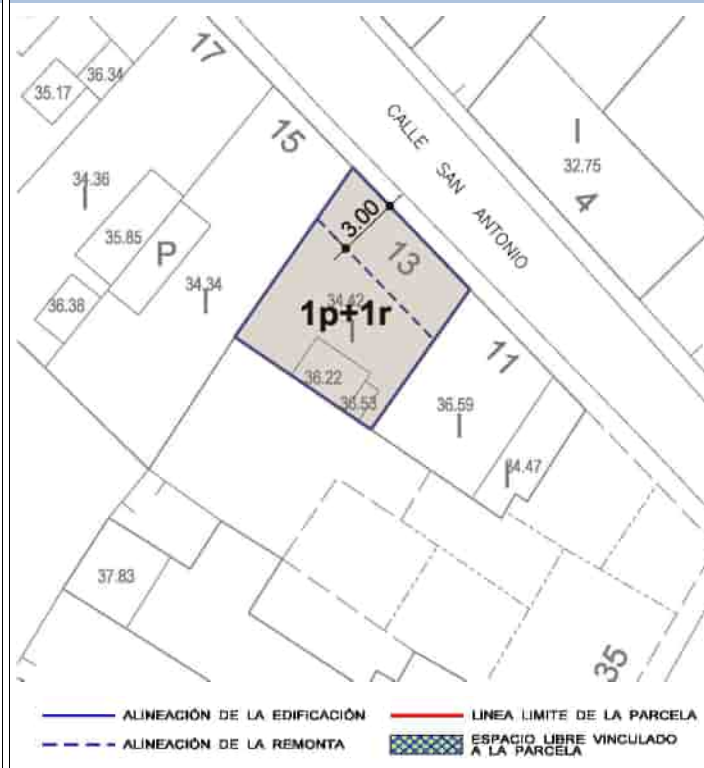 17
36.34
35.17
15
CALLE SAN ANTONIO
I
32.75
4
34.36
35.85
P
3.00
13
34.34
36.38
34.42
1p+1r
11
36.22
36.53
36.59
34.47
37.83
35
ALINEACIÓN DE LA EDIFICACIÓN
LINEA LIMITE DE LA PARCELA
ALINEACIÓN DE LA REMONTA
ESPACIO LIBRE VINCULADO
A LA PARCELA